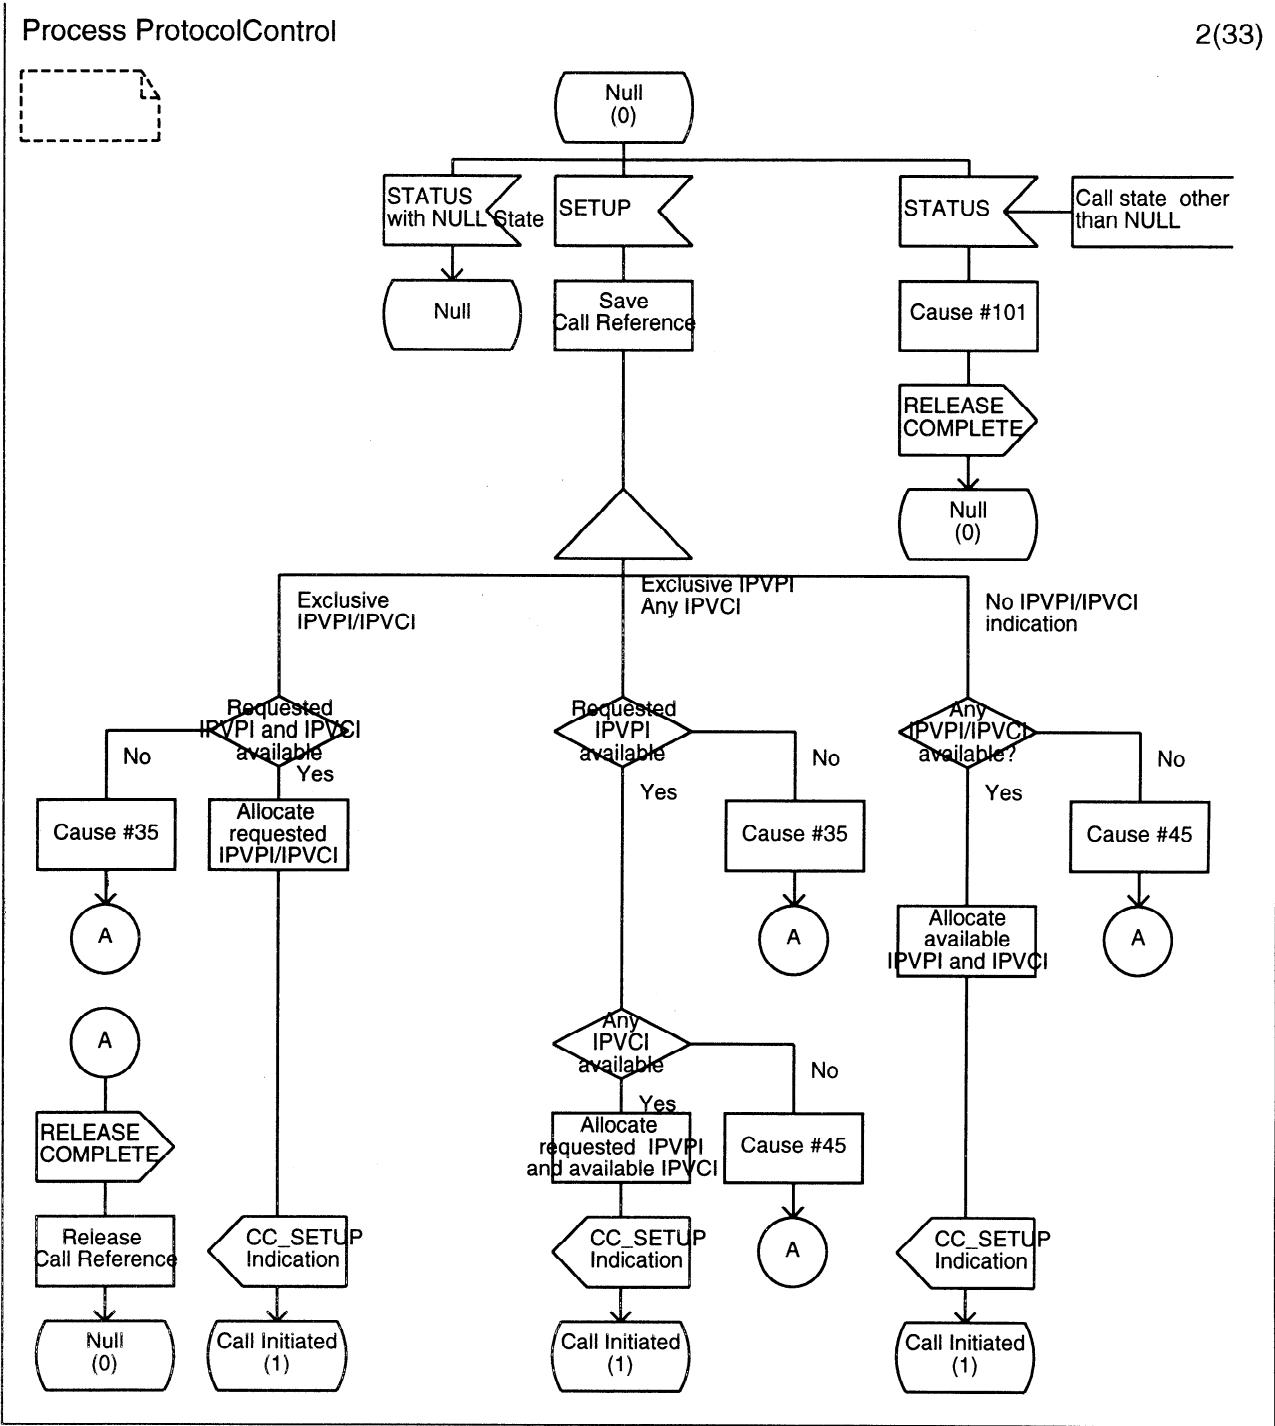 Process ProtocolControl
2(33)
Null
(0)
STATUS
with NULL State
SETUP
STATUS
Call state other
than NULL
Null
Save
Call Reference
Cause #101
RELEASE
COMPLETE
Null
(0)
Exclusive
IPVPI/IPVCI
Exclusive IPVPI
Any IPVCI
No IPVPI/IPVCI
indication
Requested
IPVPI and IPVCI
available
No
Yes
Requested
IPVPI
available
No
Yes
Any
IPVPI/IPVCI
available?
No
Yes
Cause #35
Allocate
requested
IPVPI/IPVCI
Cause #35
Cause #45
A
A
Allocate
available
IPVPI and IPVCI
A
A
Any
IPVCI
available
No
Yes
RELEASE
COMPLETE
Allocate
requested IPVPI
and available IPVCI
Cause #45
Release
Call Reference
CC_SETUP
Indication
CC_SETUP
Indication
A
CC_SETUP
Indication
Null
(0)
Call Initiated
(1)
Call Initiated
(1)
Call Initiated
(1)